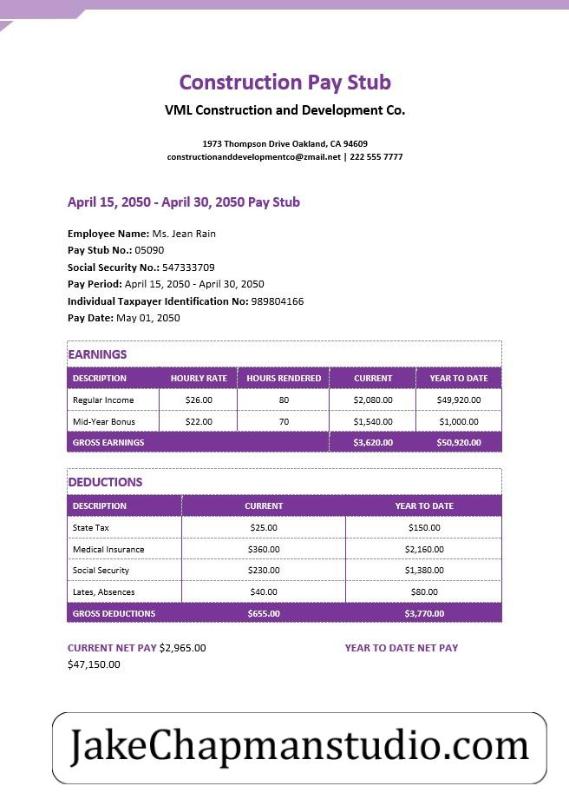 Construction Pay Stub
VML Construction and Development Co.
1973 Thompson Drive Oakland, CA 94609
constructionanddevelopmentco@zmail.net | 222 555 7777
April 15, 2050 - April 30, 2050 Pay Stub
Employee Name: Ms. Jean Rain
Pay Stub No.: 05090
Social Security No.: 547333709
Pay Period: April 15, 2050 - April 30, 2050
Individual Taxpayer Identification No: 989804166
Pay Date: May 01, 2050
EARNINGS
DESCRIPTION HOURLY RATE HOURS RENDERED CURRENT YEAR TO DATE
Regular Income $26.00 80 $2,080.00 $49,920.00
Mid-Year Bonus $22.00 70 $1,540.00 $1,000.00
GROSS EARNINGS $3,620.00 $50,920.00
DEDUCTIONS
DESCRIPTION CURRENT YEAR TO DATE
State Tax $25.00 $150.00
Medical Insurance $360.00 $2,160.00
Social Security $230.00 $1,380.00
Lates, Absences $40.00 $80.00
GROSS DEDUCTIONS $655.00 $3,770.00
CURRENT NET PAY $2,965.00 YEAR TO DATE NET PAY
$47,150.00
JakeChapmanstudio.com